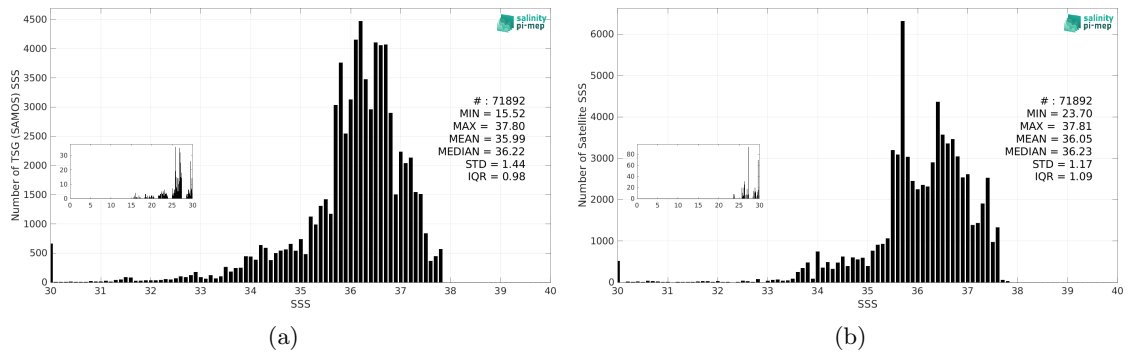 4500
4000
3500
3000
2500
2000
1500
1000
500
0
Number of TSG (SAMOS) SSS
salinity
pi-mep
# : 71892
MIN = 15.52
MAX = 37.80
MEAN = 35.99
MEDIAN = 36.22
STD = 1.44
IQR = 0.98
30
20
10
0
0 5 10 15 20 25 30
30 31 32 33 34 35 36 37 38 39 40
SSS
(a)
6000
5000
4000
3000
2000
1000
0
Number of Satellite SSS
salinity
pi-mep
# : 71892
MIN = 23.70
MAX = 37.81
MEAN = 36.05
MEDIAN = 36.23
STD = 1.17
IQR = 1.09
80
60
40
20
0
0 5 10 15 20 25 30
30 31 32 33 34 35 36 37 38 39 40
SSS
(b)